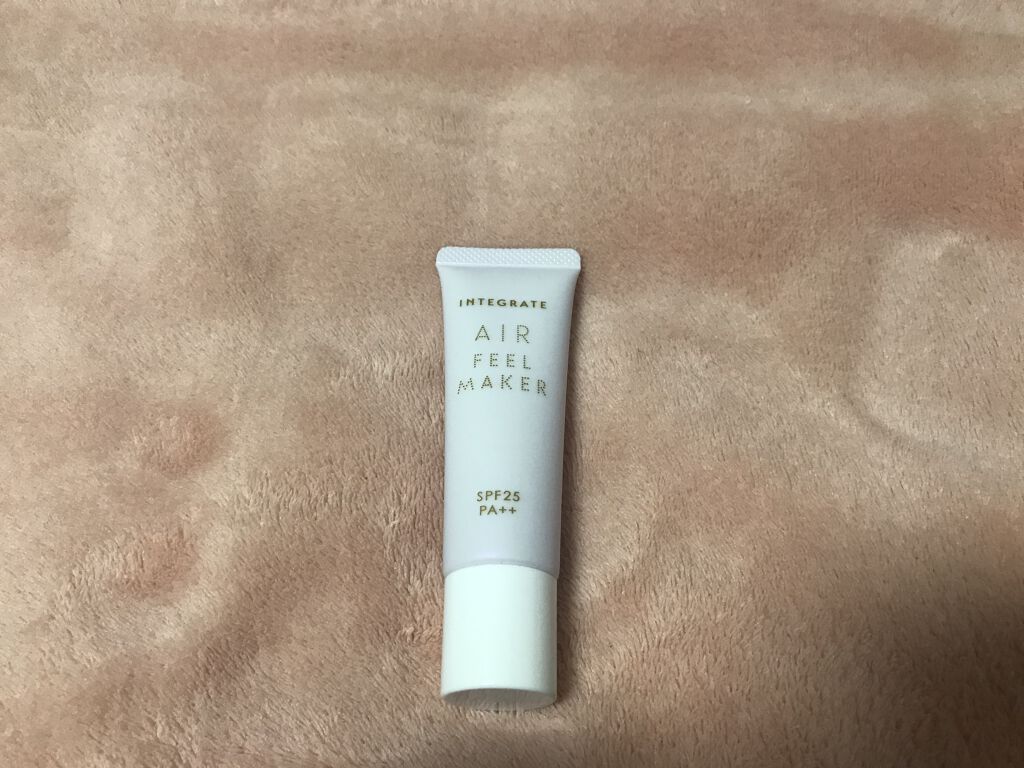 INTEGRATE
AIR
FEEL
MAKER
SPF25
PA++